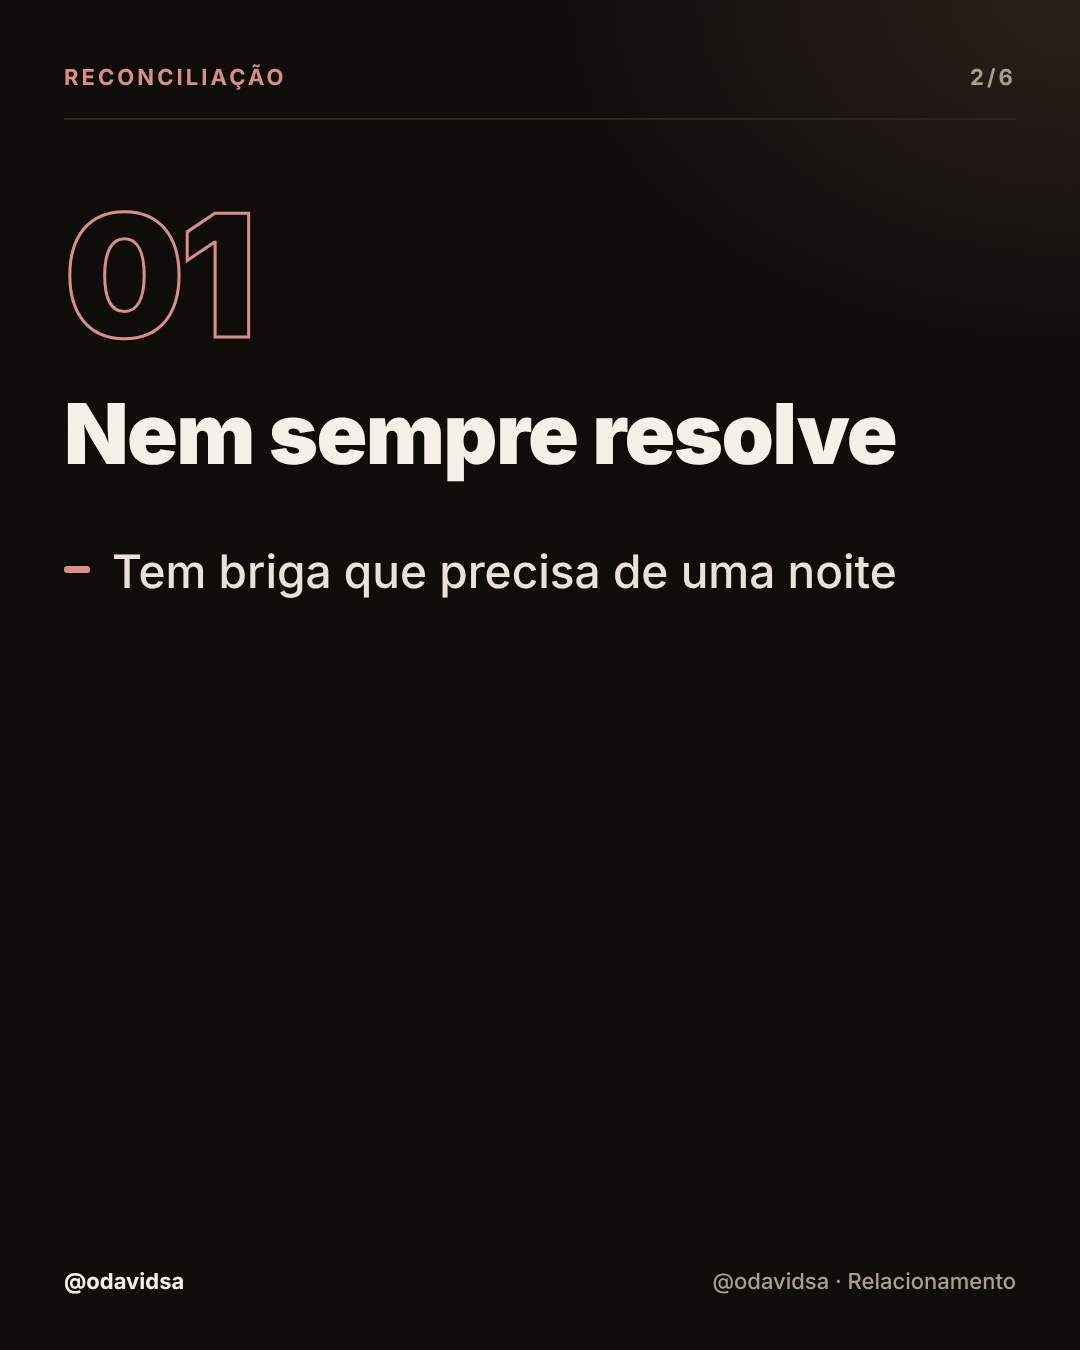 RECONCILIAÇÃO
2/6
01
Nem sempre resolve
Tem briga que precisa de uma noite
@odavidsa
@odavidsa · Relacionamento